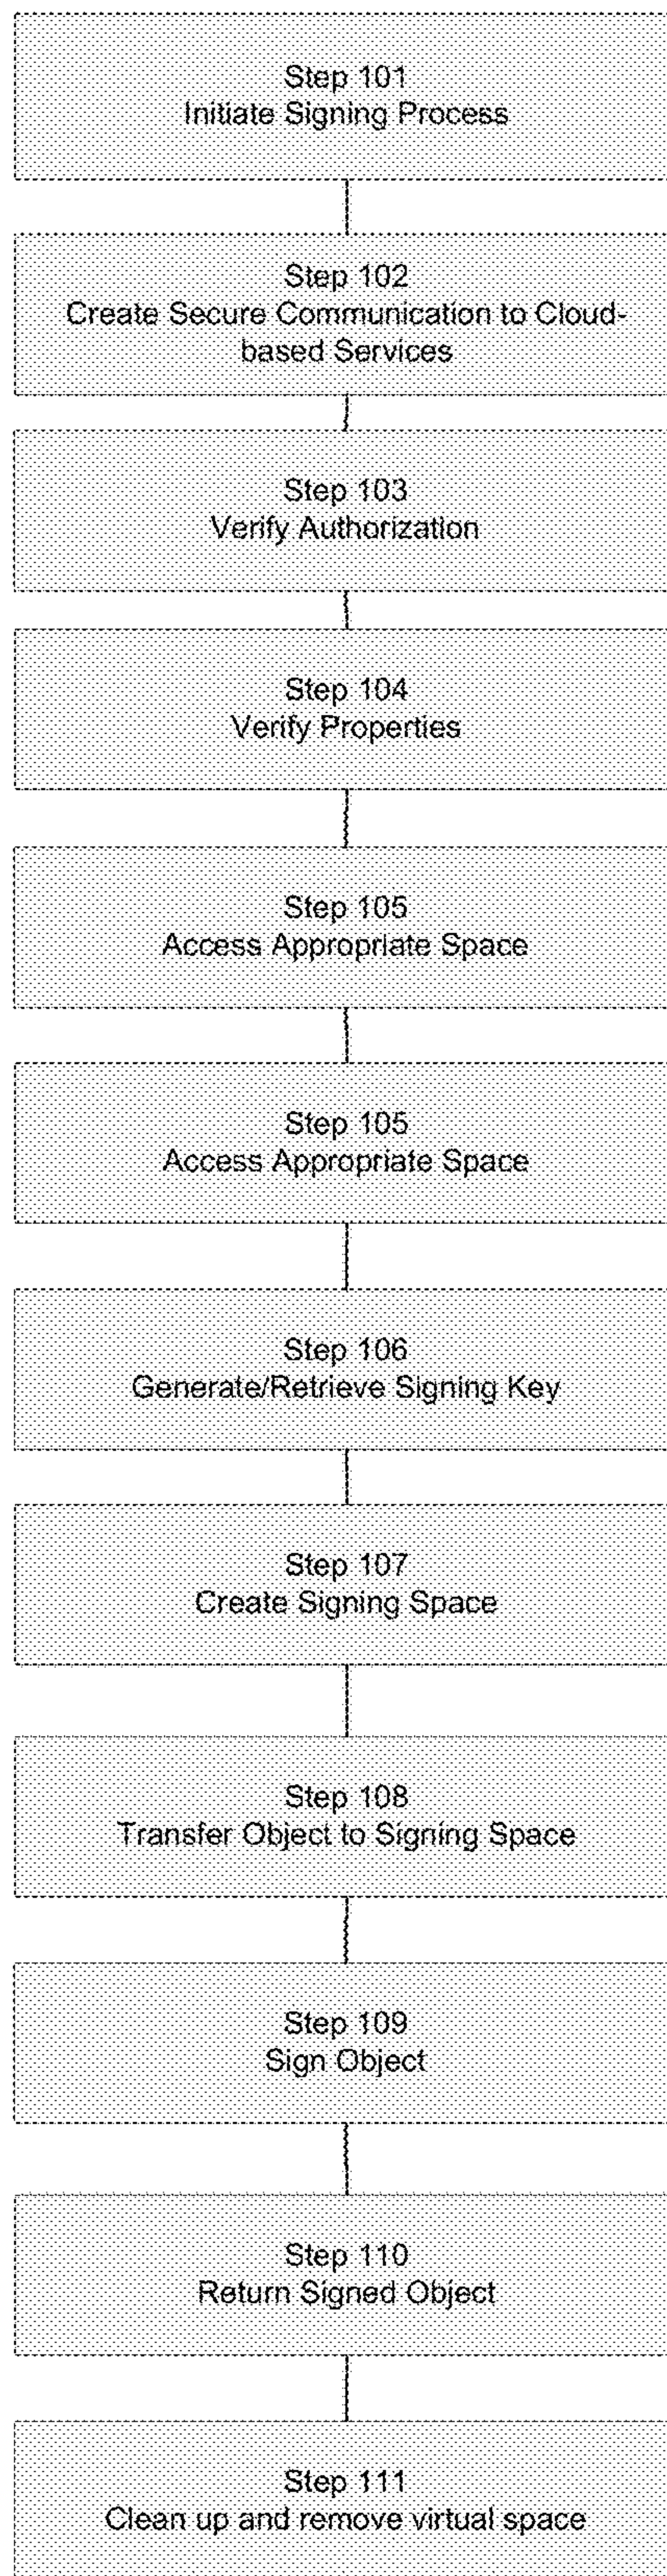 Step 101
Initiate Signing Process
Step 102
Create Secure Communication to Cloud-
based Services
Step 103
Verify Authorization
Step 104
Verify Properties
Step 105
Access Appropriate Space
Step 105
Access Appropriate Space
Step 106
Generate/Retrieve Signing Key
Step 107
Create Signing Space
Step 108
Transfer Object to Signing Space
Step 109
Sign Object
Step 110
Return Signed Object
Step 111
Clean up and remove virtual space